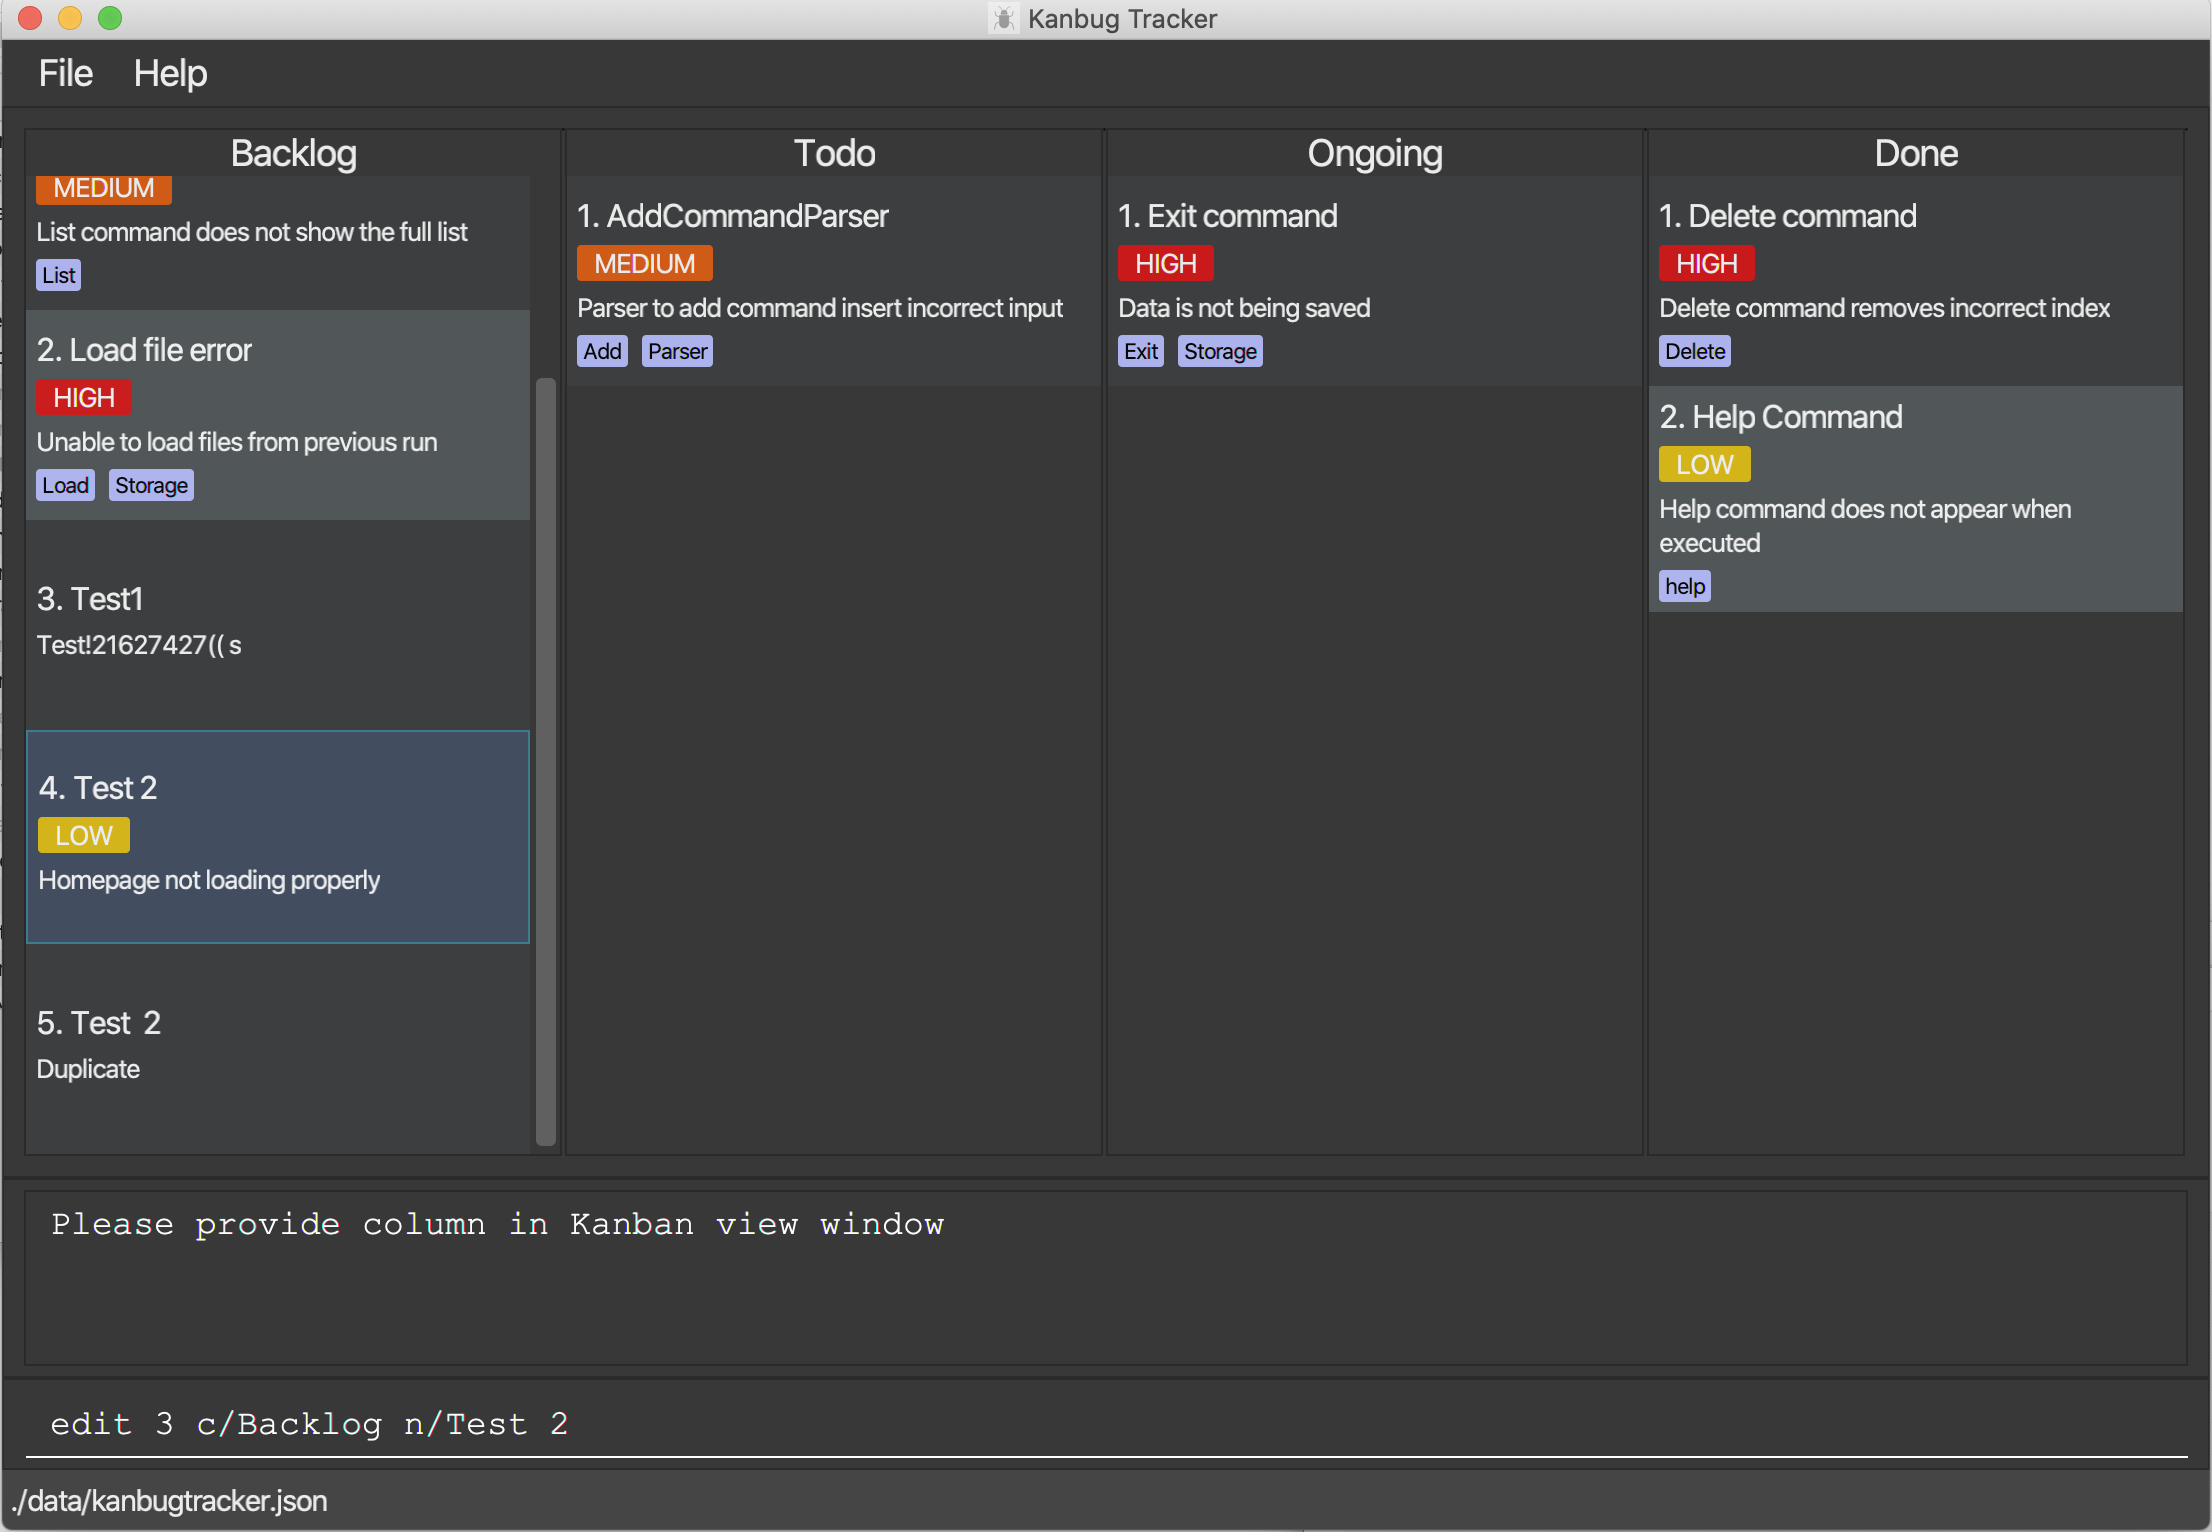 Kanbug Tracker
File Help
Backlog
MEDIUM
List command does not show the full list
List
2. Load file error
HIGH
Unable to load files from previous run
Load Storage
3. Test1
Test!21627427(( s
4. Test 2
LOW
Homepage not loading properly
5. Test  2
Duplicate
Todo
1. AddCommandParser
MEDIUM
Parser to add command insert incorrect input
Add Parser
Ongoing
1. Exit command
HIGH
Data is not being saved
Exit Storage
Done
1. Delete command
HIGH
Delete command removes incorrect index
Delete
2. Help Command
LOW
Help command does not appear when
executed
help
Please provide column in Kanban view window
edit 3 c/Backlog n/Test 2
./data/kanbugtracker.json